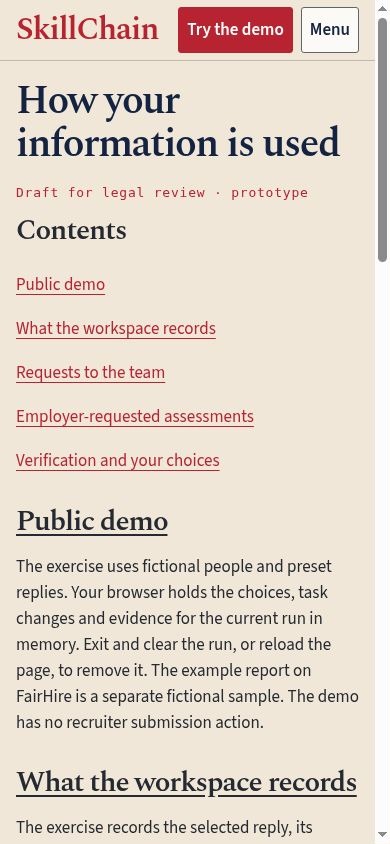 SkillChain
Try the demo
Menu
How your
information is used
Draft for legal review · prototype
Contents
Public demo
What the workspace records
Requests to the team
Employer-requested assessments
Verification and your choices
Public demo
The exercise uses fictional people and preset
replies. Your browser holds the choices, task
changes and evidence for the current run in
memory. Exit and clear the run, or reload the
page, to remove it. The example report on
FairHire is a separate fictional sample. The demo
has no recruiter submission action.
What the workspace records
The exercise records the selected reply, its